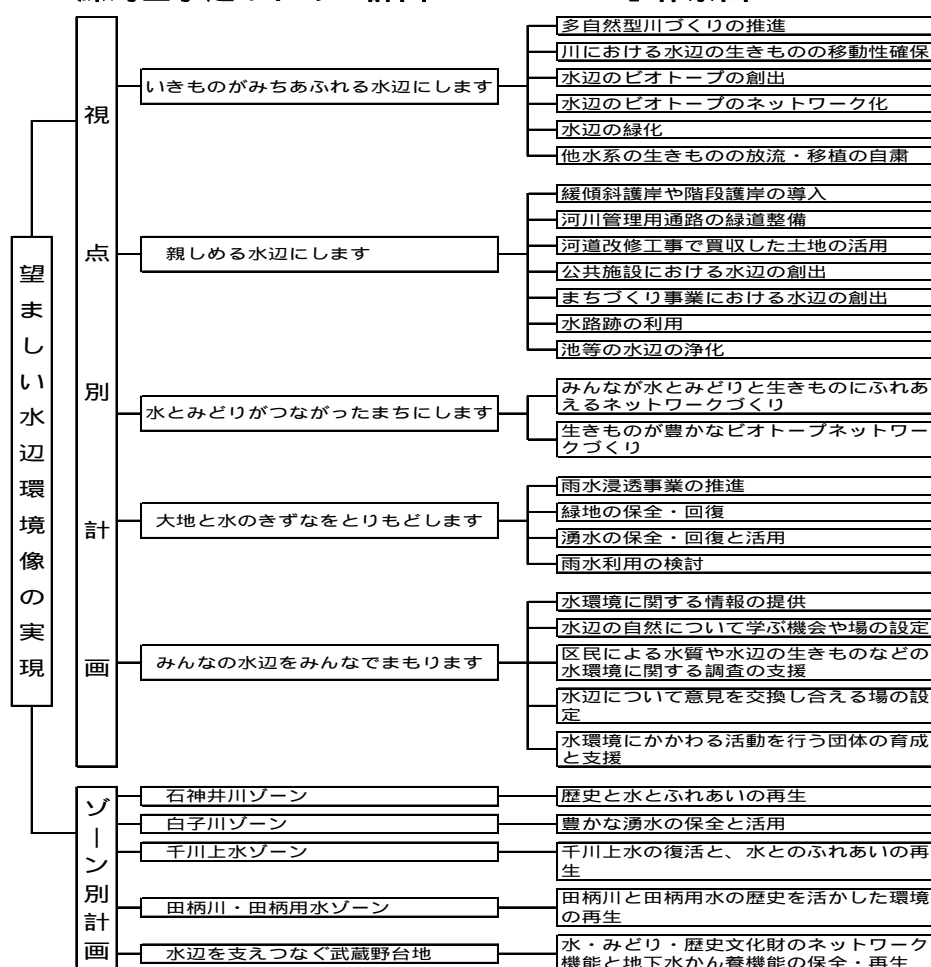 望ましい水辺環境像の実現
視点別計画
いきものがみちあふれる水辺にします
多自然型川づくりの推進
川における水辺の生きものの移動性確保
水辺のビオトープの創出
水辺のビオトープのネットワーク化
水辺の緑化
他水系の生きものの放流・移植の自粛
親しめる水辺にします
緩傾斜護岸や階段護岸の導入
河川管理用通路の緑道整備
河道改修工事で買収した土地の活用
公共施設における水辺の創出
まちづくり事業における水辺の創出
水路跡の利用
池等の水辺の浄化
水とみどりがつながったまちにします
みんなが水とみどりと生きものにふれあ
えるネットワークづくり
生きものが豊かなビオトープネットワー
クづくり
大地と水のきずなをとりもどします
雨水浸透事業の推進
緑地の保全・回復
湧水の保全・回復と活用
雨水利用の検討
みんなの水辺をみんなでまもります
水環境に関する情報の提供
水辺の自然について学ぶ機会や場の設定
区民による水質や水辺の生きものなどの
水環境に関する調査の支援
水辺について意見を交換し合える場の設
定
水環境にかかわる活動を行う団体の育成
と支援
ゾーン別計画
石神井川ゾーン
歴史と水とふれあいの再生
白子川ゾーン
豊かな湧水の保全と活用
千川上水ゾーン
千川上水の復活と、水とのふれあいの再
生
田柄川・田柄用水ゾーン
田柄川と田柄用水の歴史を活かした環境
の再生
水辺を支えつなぐ武蔵野台地
水・みどり・歴史文化財のネットワーク
機能と地下水かん養機能の保全・再生